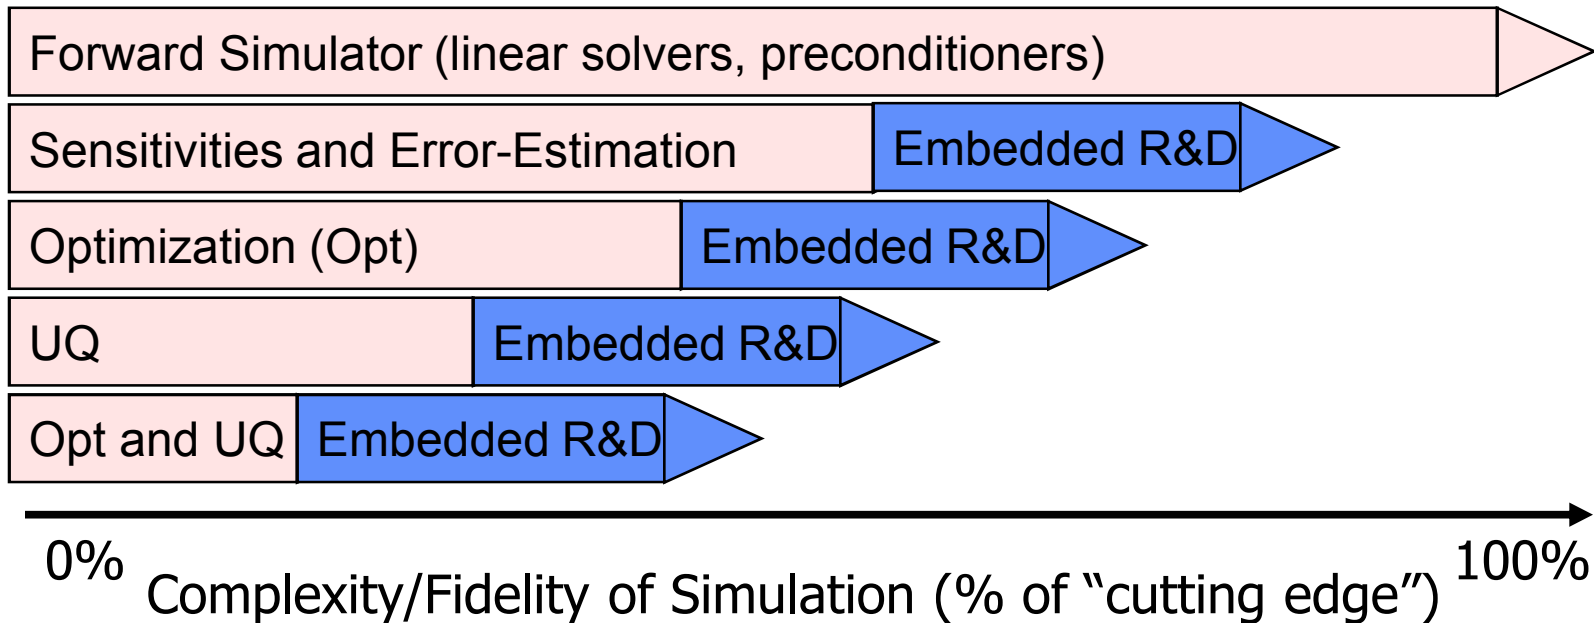 Forward Simulator (linear solvers, preconditioners)
Sensitivities and Error-Estimation
Embedded R&D
Optimization (Opt)
Embedded R&D
UQ
Embedded R&D
Opt and UQ
Embedded R&D
0%
100%
Complexity/Fidelity of Simulation (% of “cutting edge”)